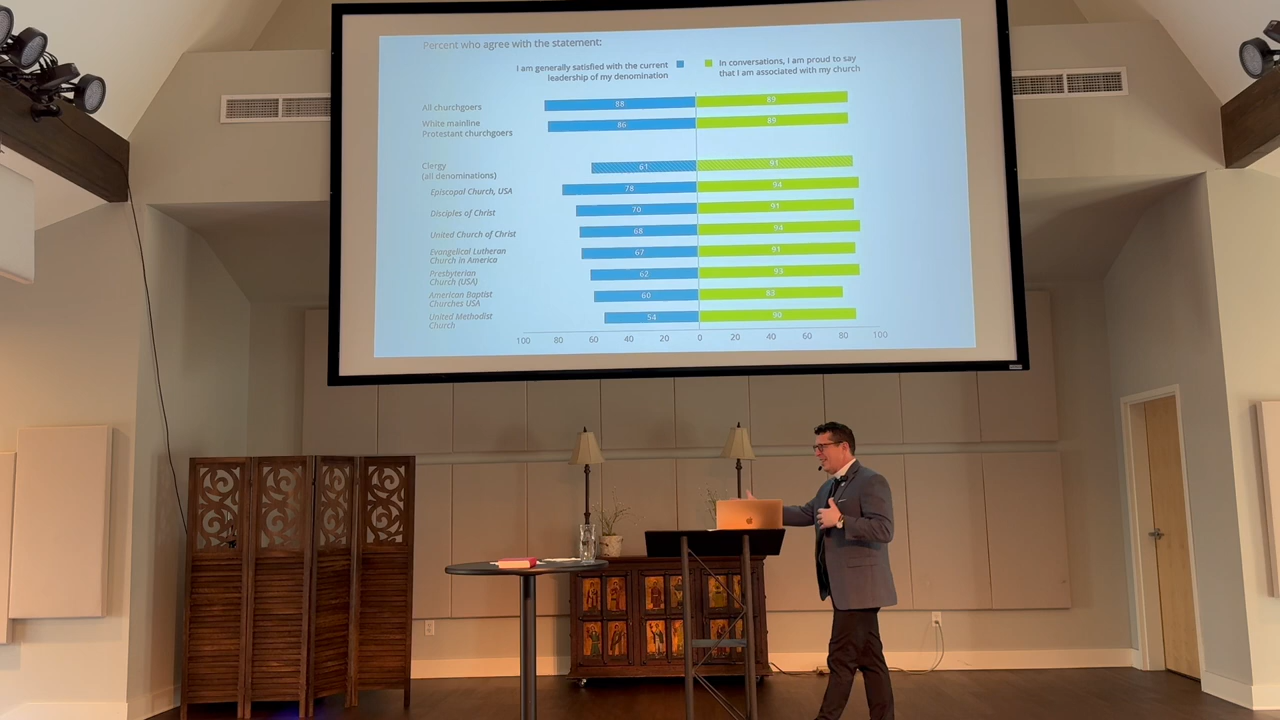 Percent who agree with the statement:
I am generally satisfied with the current
leadership of my denomination
In conversations, I am proud to say
that I am associated with my church
All churchgoers 88 89
White mainline
Protestant churchgoers 86 89
Clergy
(all denominations) 61 91
Episcopal Church, USA 78 94
Disciples of Christ 70 91
United Church of Christ 68 94
Evangelical Lutheran
Church in America 67 91
Presbyterian
Church (USA) 62 93
American Baptist
Churches USA 60 83
United Methodist
Church 54 90
100 80 60 40 20 0 20 40 60 80 100